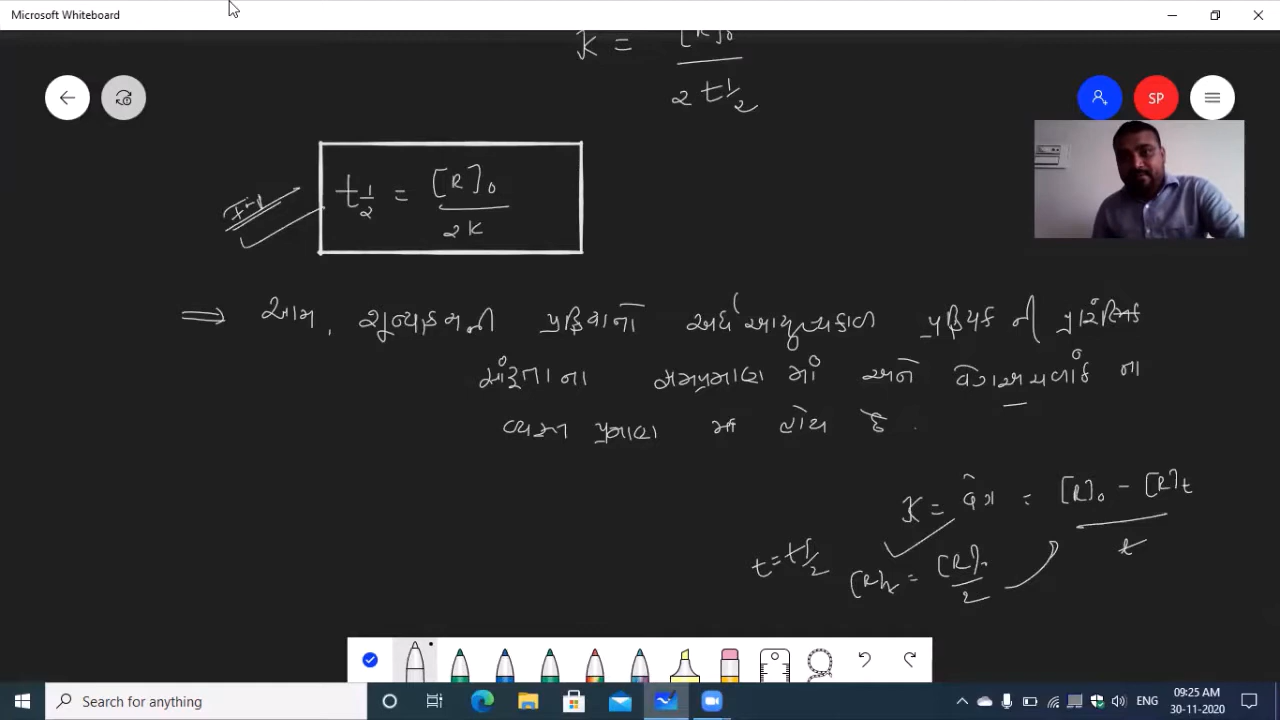 Microsoft Whiteboard
K = [R]₀ / 2 t½
SP
Imp
t½ = [R]₀ / 2K
⇒ આમ, શૂન્યક્રમની પ્રક્રિયાનો અર્ધઆયુષ્યકાળ પ્રક્રિયક ની પ્રારંભિક
સાંદ્રતાના સમપ્રમાણ માં અને વેગઅચળાંક ના
વ્યસ્ત પ્રમાણ માં હોય છે.
K = વેગ = [R]₀ - [R]t / t
t = t½ [R]t = [R]₀ / 2
Search for anything
ENG
09:25 AM
30-11-2020